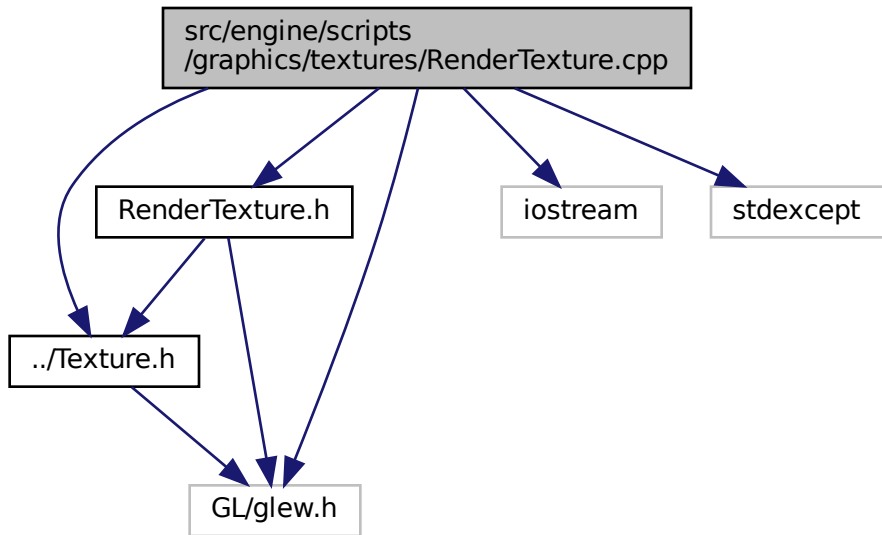 src/engine/scripts
/graphics/textures/RenderTexture.cpp
RenderTexture.h
iostream
stdexcept
../Texture.h
GL/glew.h